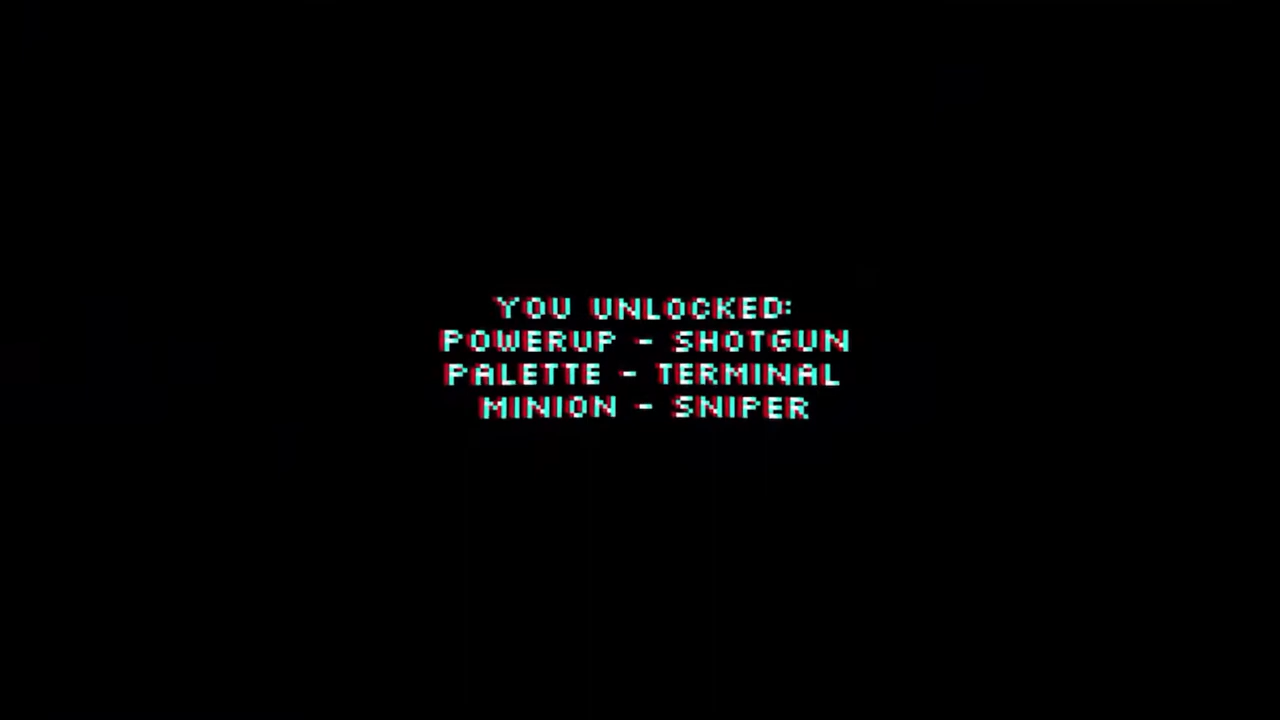 YOU UNLOCKED:
POWERUP - SHOTGUN
PALETTE - TERMINAL
MINION - SNIPER